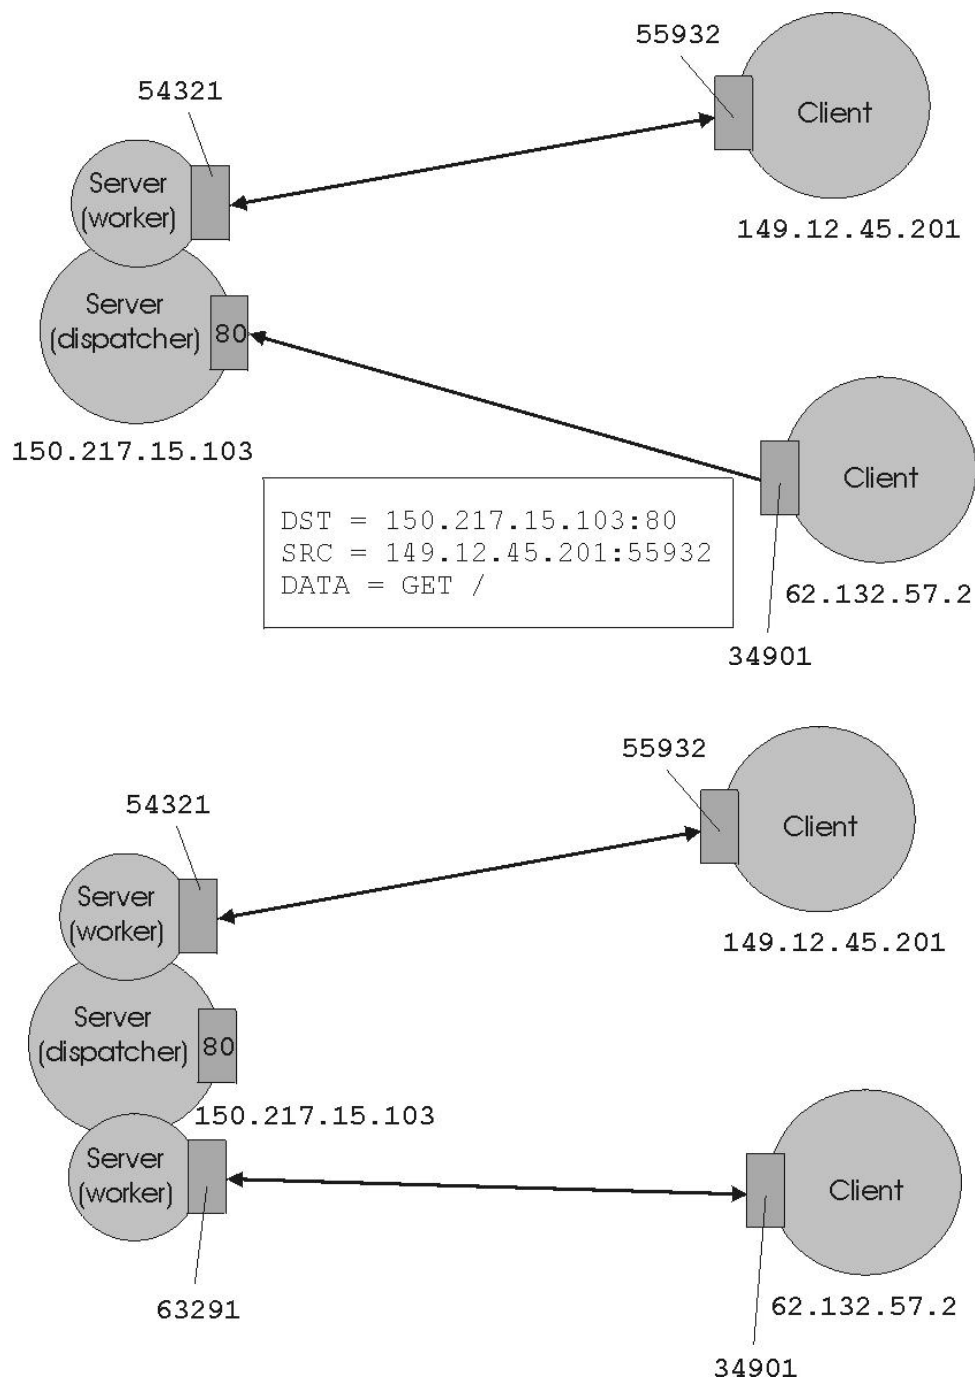 55932
54321
Client
Server
(worker)
149.12.45.201
Server
(dispatcher)
80
150.217.15.103
Client
DST = 150.217.15.103:80
SRC = 149.12.45.201:55932
DATA = GET /
62.132.57.2
34901
55932
54321
Client
Server
(worker)
149.12.45.201
Server
(dispatcher)
80
150.217.15.103
Server
(worker)
Client
63291
62.132.57.2
34901